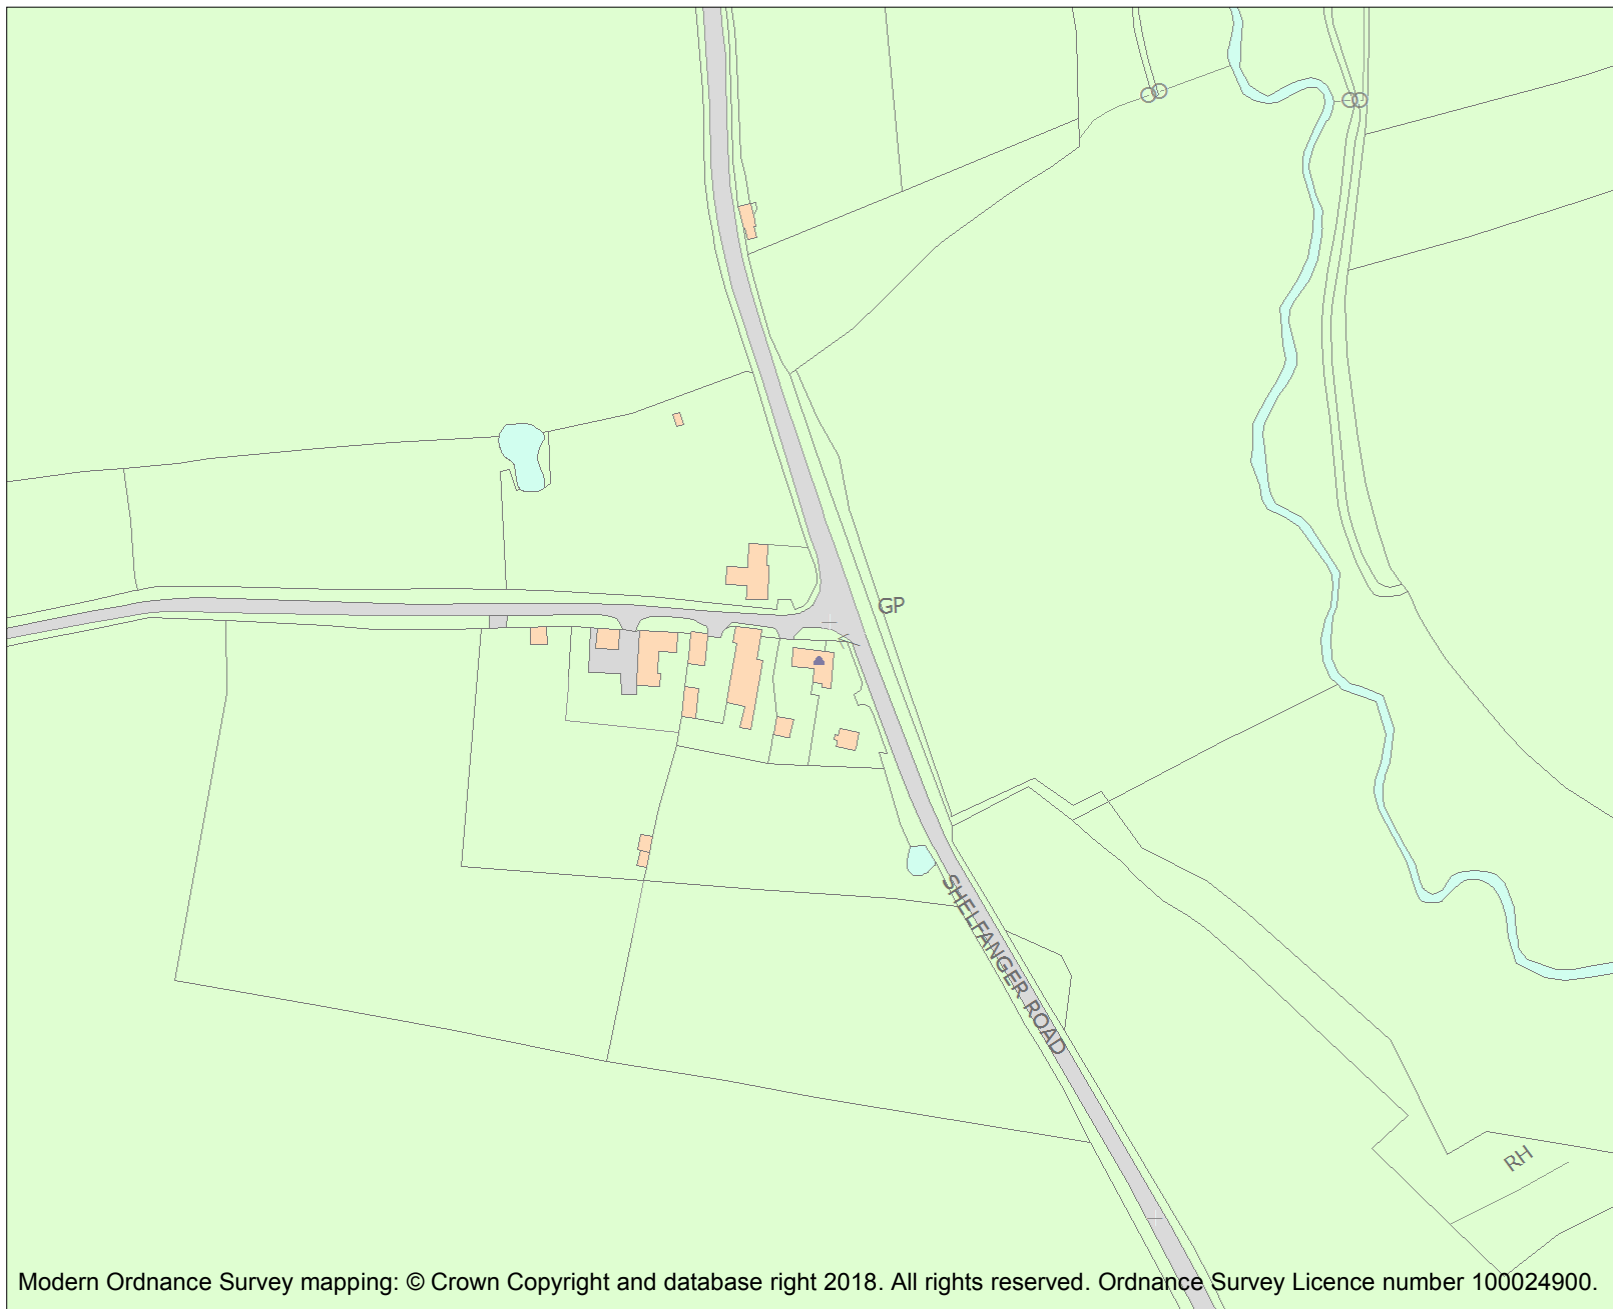 GP
SHELFANGER ROAD
RH
Modern Ordnance Survey mapping: © Crown Copyright and database right 2018. All rights reserved. Ordnance Survey Licence number 100024900.